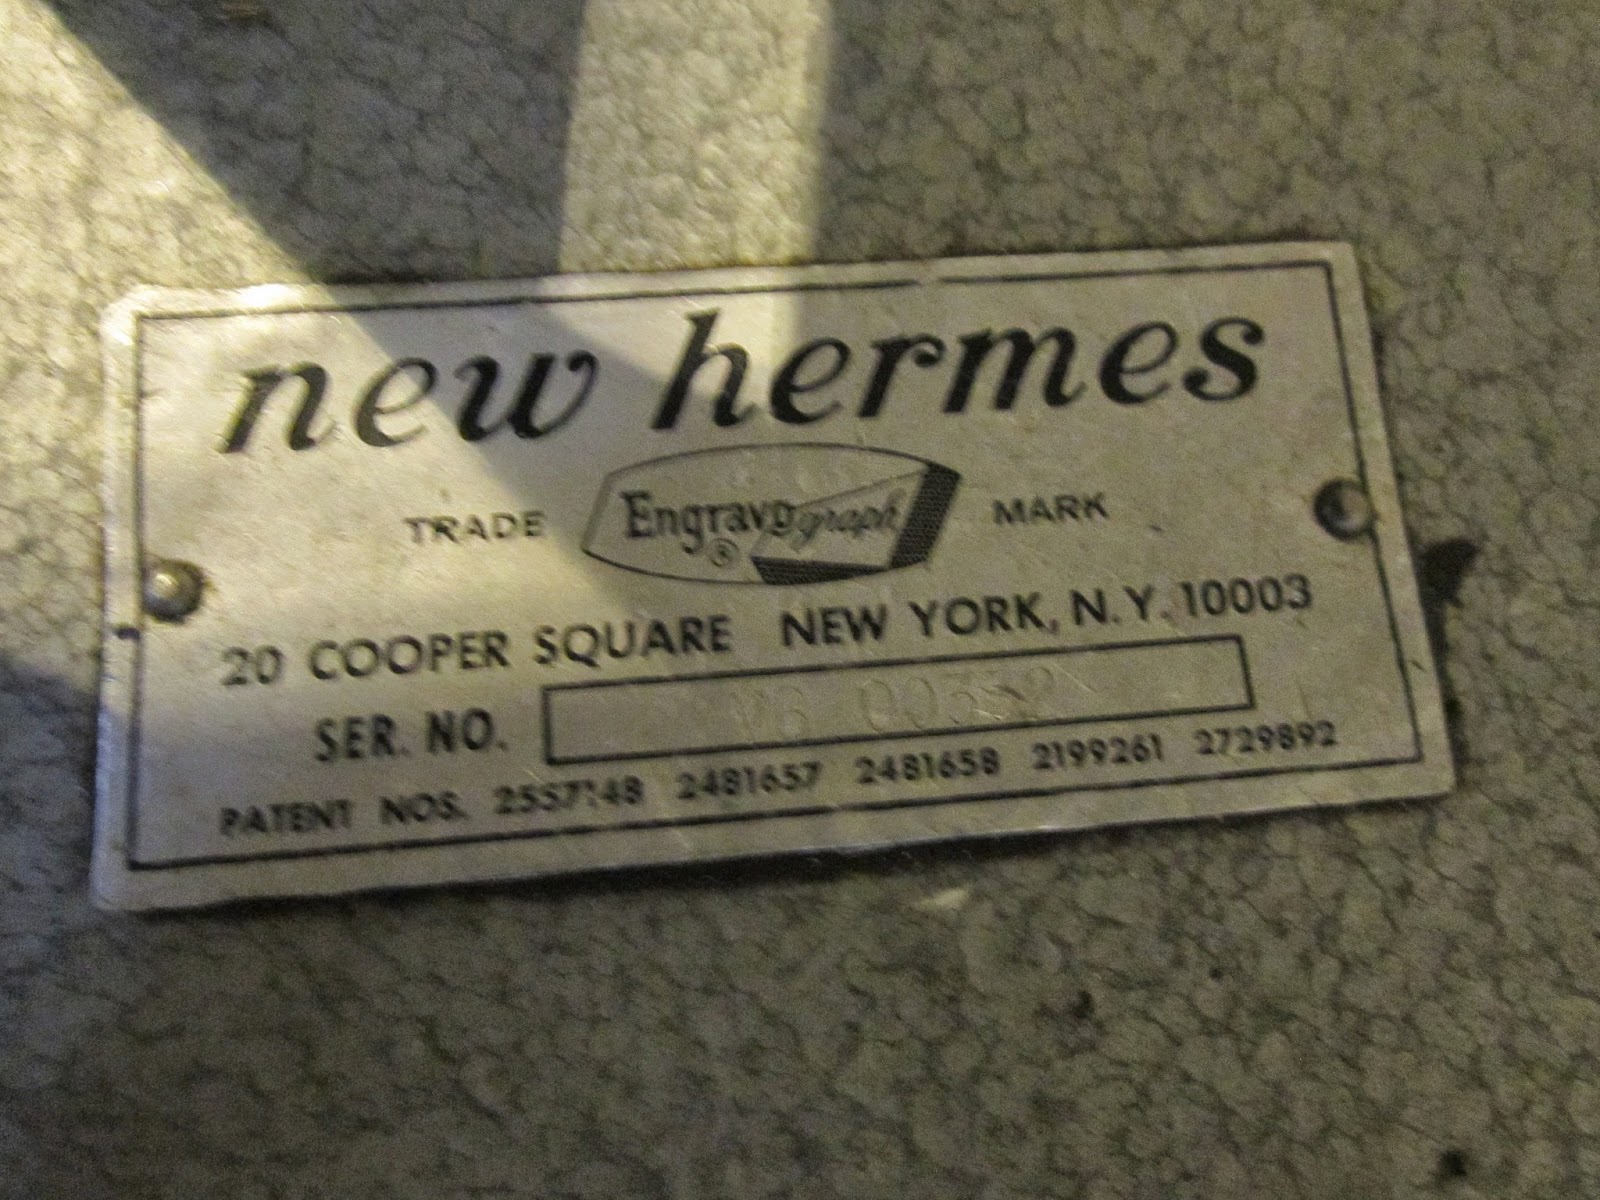 new hermes
TRADE Engravograph ® MARK
20 COOPER SQUARE NEW YORK, N.Y. 10003
SER. NO.
PATENT NOS. 2557148 2481657 2481658 2199261 2729892